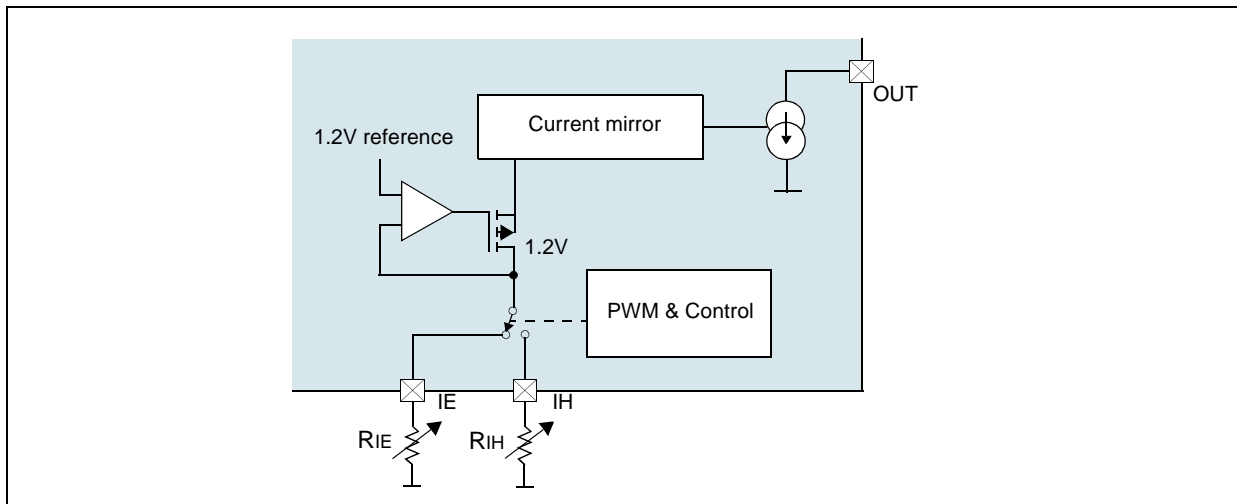 OUT
Current mirror
1.2V reference
1.2V
PWM & Control
IE
IH
RIE
RIH